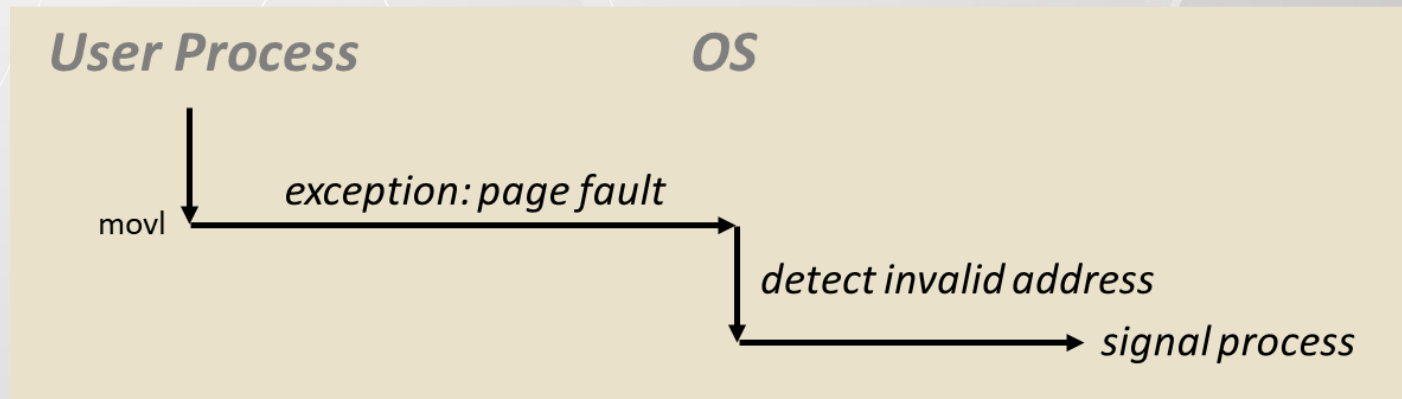 User Process
OS
exception: page fault
movl
detect invalid address
signal process